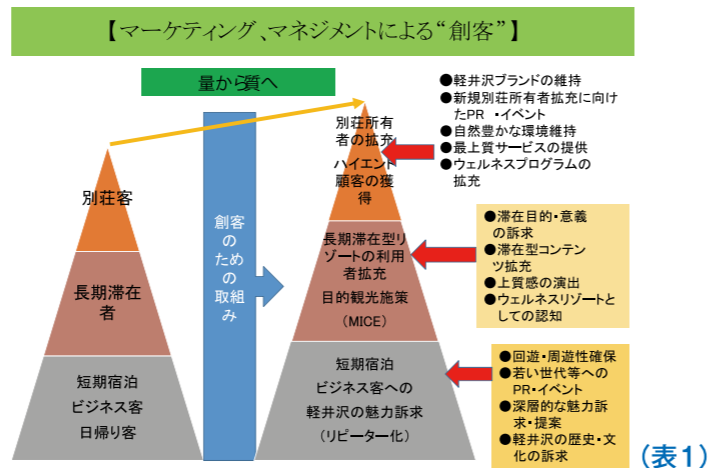 【マーケティング、マネジメントによる“創客”】
量から質へ
別荘客
長期滞在
者
短期宿泊
ビジネス客
日帰り客
創客
のた
めの
取組
み
別荘所有
者の拡充
ハイエンド
顧客の獲
得
長期滞在型リ
ゾートの利用
者拡充
目的観光施策
（MICE）
短期宿泊
ビジネス客への
軽井沢の魅力訴求
（リピーター化）
●軽井沢ブランドの維持
●新規別荘所有者拡充に向け
たPR ・イベント
●自然豊かな環境維持
●最上質サービスの提供
●ウェルネスプログラムの
拡充
●滞在目的・意義
の訴求
●滞在型コンテン
ツ拡充
●上質感の演出
●ウェルネスリゾートと
しての認知
●回遊・周遊性確保
●若い世代等への
PR・イベント
●深層的な魅力訴
求・提案
●軽井沢の歴史・文
化の訴求
（表１）